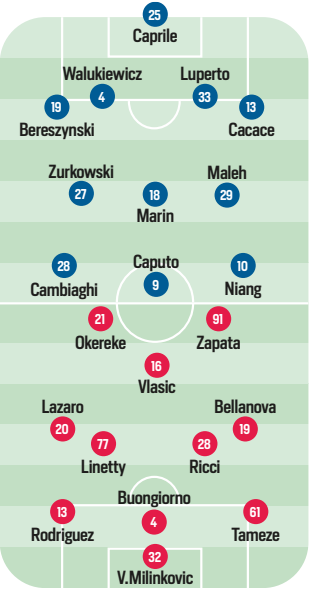 25
Caprile
Walukiewicz Luperto
19 4 33 13
Bereszynski Cacace
Zurkowski Maleh
27 18 29
Marin
28 Caputo 10
Cambiaghi 9 Niang
21 91
Okereke Zapata
16
Vlasic
Lazaro Bellanova
20 77 28 19
Linetty Ricci
Buongiorno
13 4 61
Rodriguez Tameze
32
V.Milinkovic